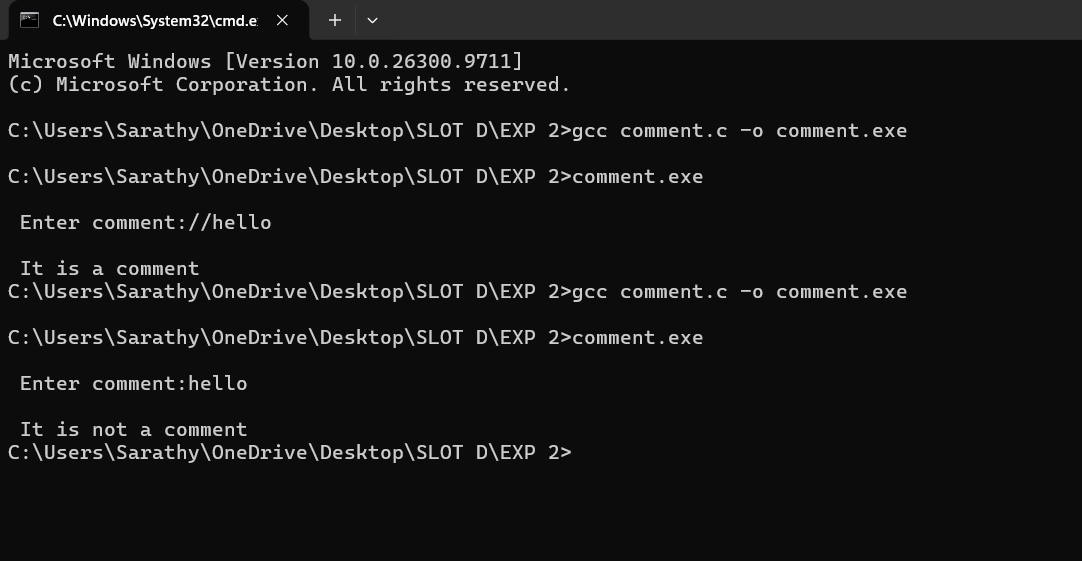 C:\Windows\System32\cmd.e
Microsoft Windows [Version 10.0.26300.9711]
(c) Microsoft Corporation. All rights reserved.
C:\Users\Sarathy\OneDrive\Desktop\SLOT D\EXP 2>gcc comment.c -o comment.exe
C:\Users\Sarathy\OneDrive\Desktop\SLOT D\EXP 2>comment.exe
Enter comment://hello
It is a comment
C:\Users\Sarathy\OneDrive\Desktop\SLOT D\EXP 2>gcc comment.c -o comment.exe
C:\Users\Sarathy\OneDrive\Desktop\SLOT D\EXP 2>comment.exe
Enter comment:hello
It is not a comment
C:\Users\Sarathy\OneDrive\Desktop\SLOT D\EXP 2>